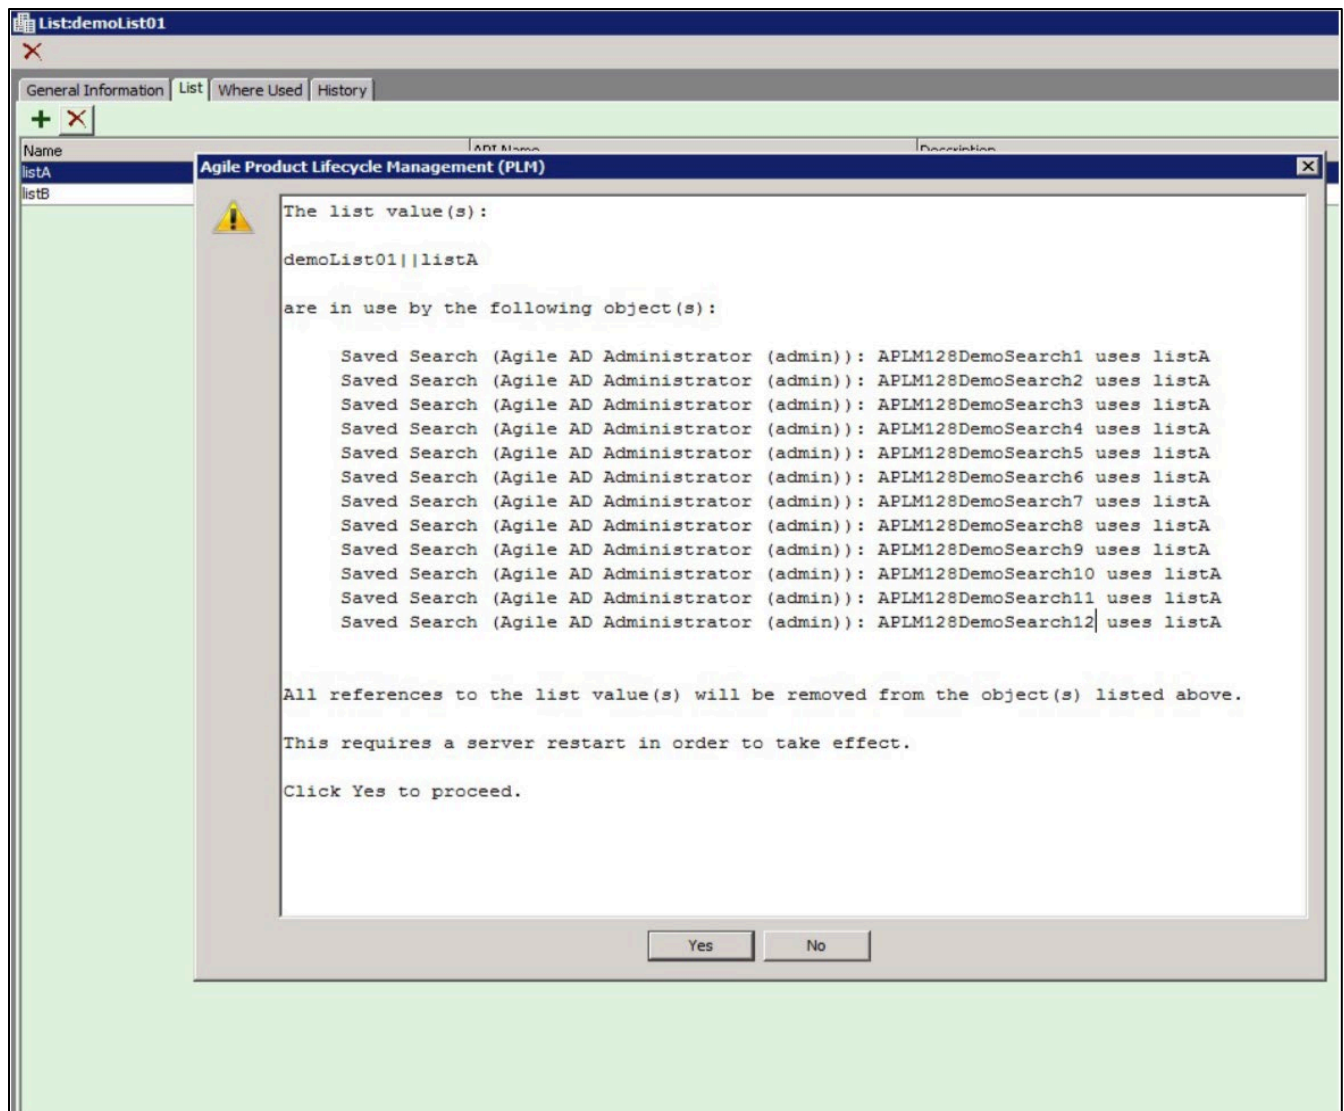 List:demoList01
General Information List Where Used History
Name API Name Description
listA
listB
Agile Product Lifecycle Management (PLM)
The list value(s):
demoList01||listA
are in use by the following object(s):
Saved Search (Agile AD Administrator (admin)): APLM128DemoSearch1 uses listA
Saved Search (Agile AD Administrator (admin)): APLM128DemoSearch2 uses listA
Saved Search (Agile AD Administrator (admin)): APLM128DemoSearch3 uses listA
Saved Search (Agile AD Administrator (admin)): APLM128DemoSearch4 uses listA
Saved Search (Agile AD Administrator (admin)): APLM128DemoSearch5 uses listA
Saved Search (Agile AD Administrator (admin)): APLM128DemoSearch6 uses listA
Saved Search (Agile AD Administrator (admin)): APLM128DemoSearch7 uses listA
Saved Search (Agile AD Administrator (admin)): APLM128DemoSearch8 uses listA
Saved Search (Agile AD Administrator (admin)): APLM128DemoSearch9 uses listA
Saved Search (Agile AD Administrator (admin)): APLM128DemoSearch10 uses listA
Saved Search (Agile AD Administrator (admin)): APLM128DemoSearch11 uses listA
Saved Search (Agile AD Administrator (admin)): APLM128DemoSearch12 uses listA
All references to the list value(s) will be removed from the object(s) listed above.
This requires a server restart in order to take effect.
Click Yes to proceed.
Yes No